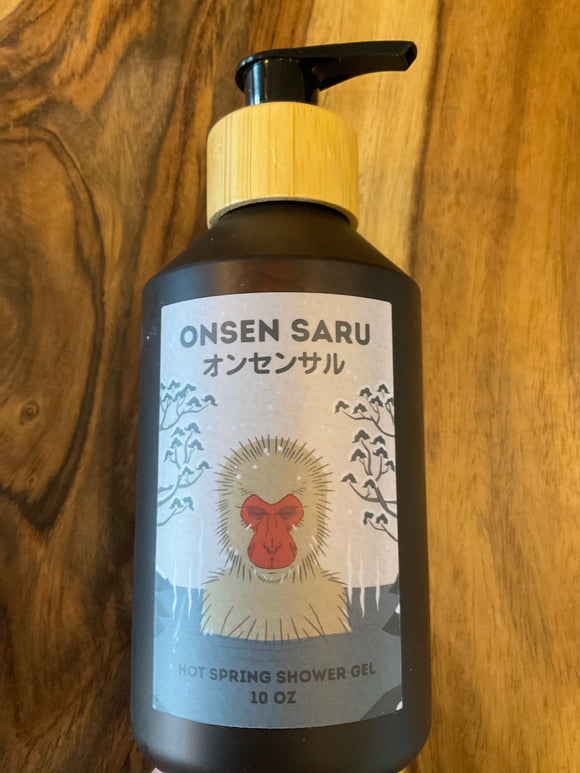 ONSEN SARU
オンセンサル
HOT SPRING SHOWER GEL
10 OZ